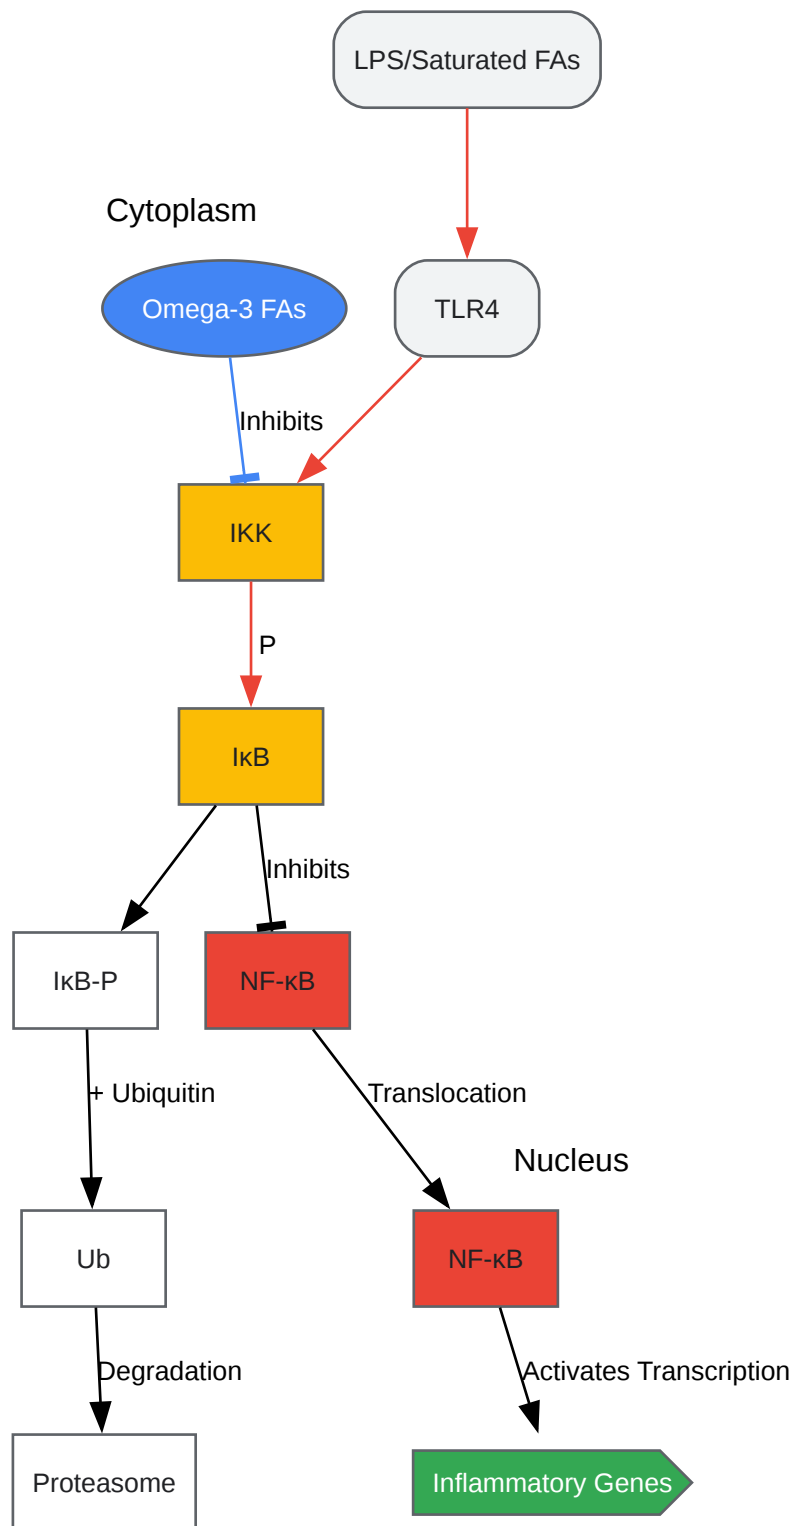 LPS/Saturated FAs
Cytoplasm
Omega-3 FAs
TLR4
Inhibits
IKK
P
IκB
Inhibits
IκB-P
NF-κB
+ Ubiquitin
Translocation
Nucleus
Ub
NF-κB
Degradation
Activates Transcription
Proteasome
Inflammatory Genes